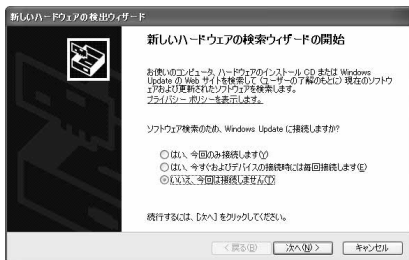 新しいハードウェアの検出ウィザード
新しいハードウェアの検索ウィザードの開始
お使いのコンピュータ、ハードウェアのインストール CD または Windows
Update の Web サイトを検索して (ユーザーの了解のもとに) 現在のソフトウ
ェアおよび更新されたソフトウェアを検索します。
プライバシー ポリシーを表示します。
ソフトウェア検索のため、Windows Update に接続しますか?
はい、今回のみ接続します(Y)
はい、今すぐおよびデバイスの接続時には毎回接続します(E)
いいえ、今回は接続しません(T)
続行するには、[次へ] をクリックしてください。
< 戻る(B)
次へ(N) >
キャンセル